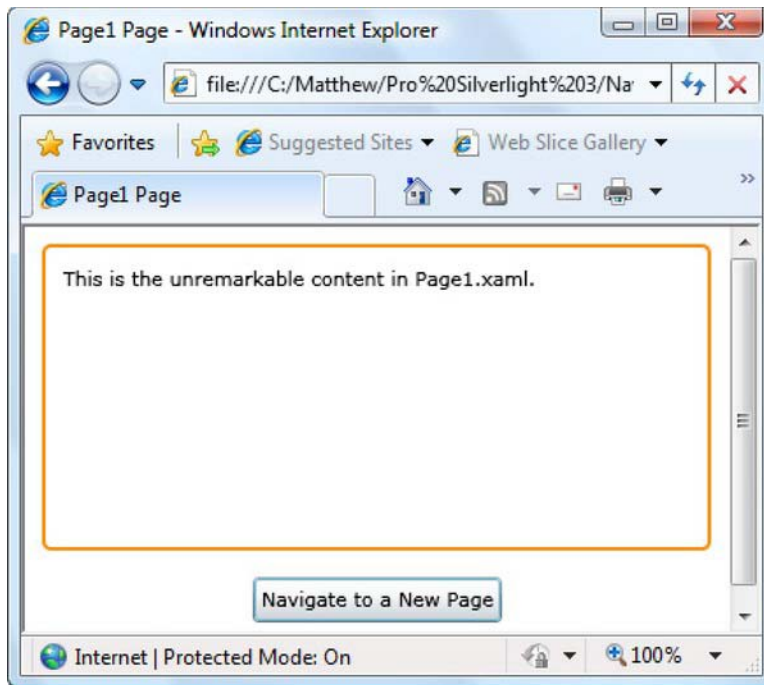 Page1 Page - Windows Internet Explorer
file:///C:/Matthew/Pro%20Silverlight%203/Na
Favorites Suggested Sites Web Slice Gallery
Page1 Page
This is the unremarkable content in Page1.xaml.
Navigate to a New Page
Internet | Protected Mode: On 100%